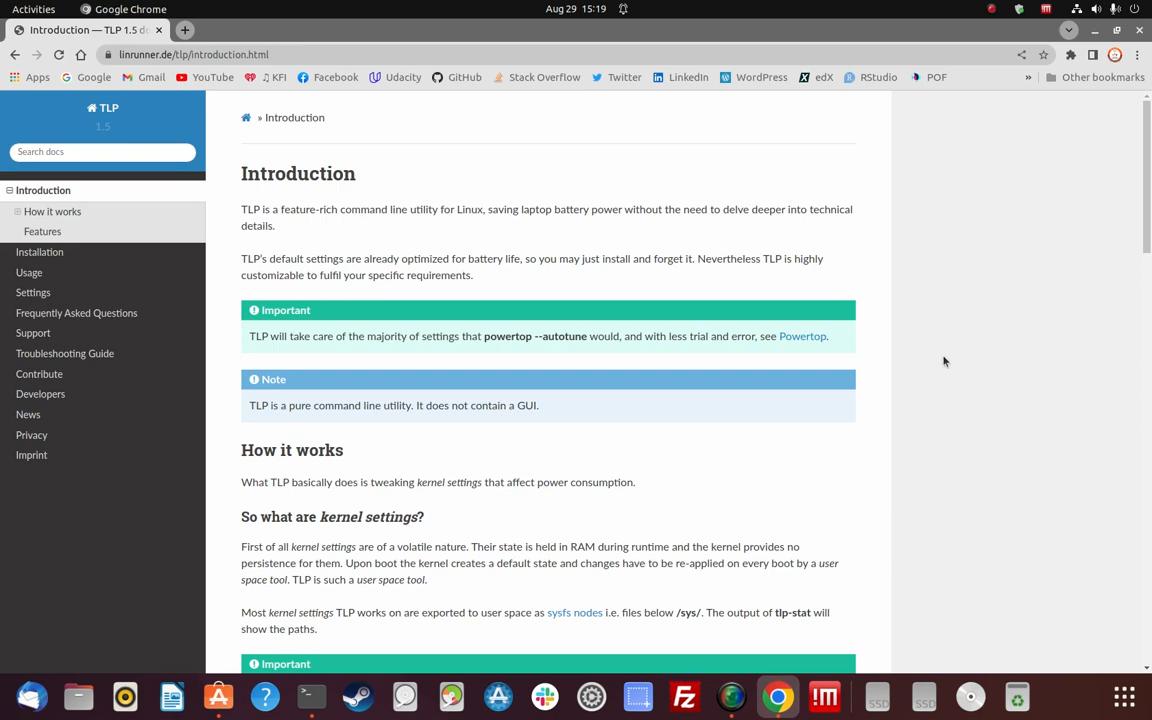 Activities
Google Chrome
Aug 29 15:19
Introduction — TLP 1.5 d
linrunner.de/tlp/introduction.html
Apps
Google
Gmail
YouTube
KFI
Facebook
Udacity
GitHub
Stack Overflow
Twitter
LinkedIn
WordPress
edX
RStudio
POF
»
Other bookmarks
TLP
1.5
Search docs
Introduction
How it works
Features
Installation
Usage
Settings
Frequently Asked Questions
Support
Troubleshooting Guide
Contribute
Developers
News
Privacy
Imprint
» Introduction
Introduction
TLP is a feature-rich command line utility for Linux, saving laptop battery power without the need to delve deeper into technical
details.
TLP's default settings are already optimized for battery life, so you may just install and forget it. Nevertheless TLP is highly
customizable to fulfil your specific requirements.
Important
TLP will take care of the majority of settings that powertop --autotune would, and with less trial and error, see Powertop.
Note
TLP is a pure command line utility. It does not contain a GUI.
How it works
What TLP basically does is tweaking kernel settings that affect power consumption.
So what are kernel settings?
First of all kernel settings are of a volatile nature. Their state is held in RAM during runtime and the kernel provides no
persistence for them. Upon boot the kernel creates a default state and changes have to be re-applied on every boot by a user
space tool. TLP is such a user space tool.
Most kernel settings TLP works on are exported to user space as sysfs nodes i.e. files below /sys/. The output of tlp-stat will
show the paths.
Important
SSD
SSD